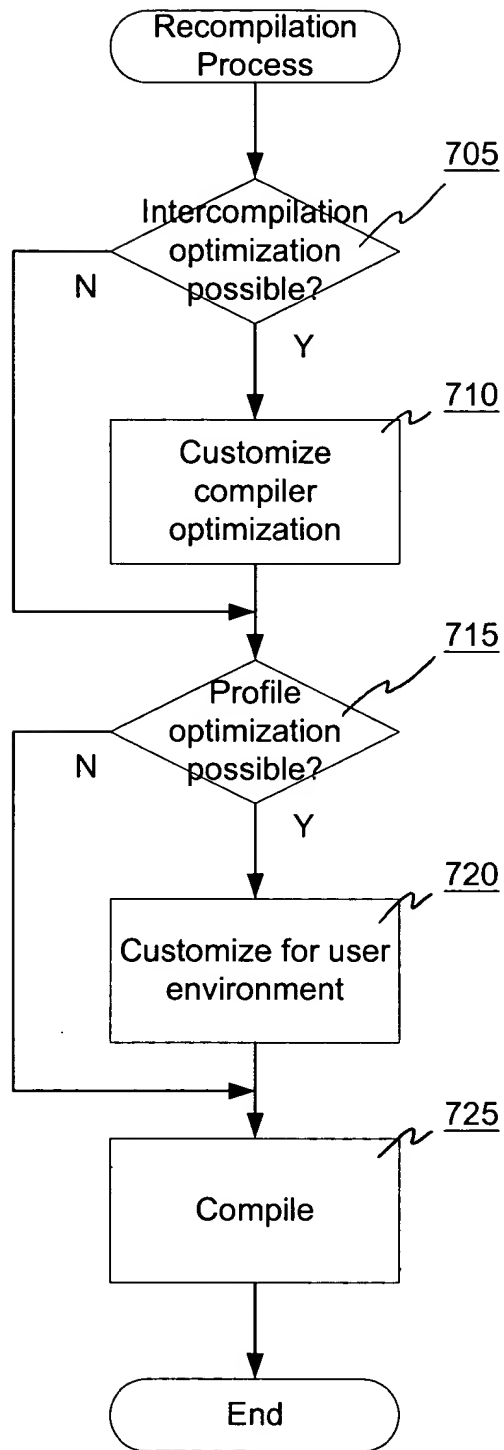 Recompilation
Process
705
Intercompilation
optimization
possible?
N
Y
710
Customize
compiler
optimization
715
Profile
optimization
possible?
N
Y
720
Customize for user
environment
725
Compile
End